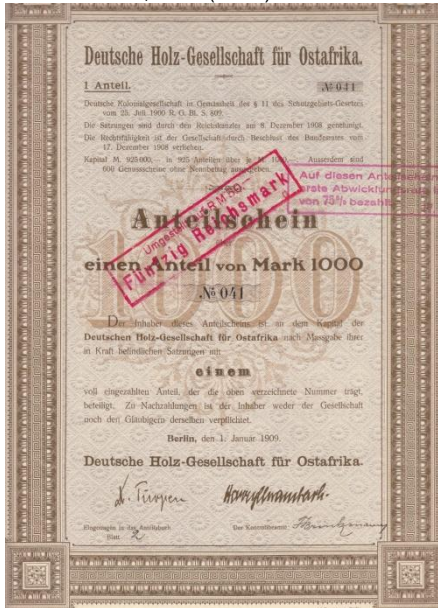 Deutsche Holz-Gesellschaft für Ostafrika.
1 Anteil.
№ 041
Deutsche Kolonialgesellschaft in Gemässheit des § 11 des Schutzgebiets-Gesetzes
vom 25. Juli 1900 R. G. Bl. S. 809.
Die Satzungen sind durch den Reichskanzler am 8. Dezember 1908 genehmigt.
Die Rechtsfähigkeit ist der Gesellschaft durch Beschluss des Bundesrates vom
17. Dezember 1908 verliehen.
Kapital M. 925000.— in 925 Anteilen über je M. 1000.— Ausserdem sind
600 Genussscheine ohne Nennbetrag ausgegeben.
Auf diesen Anteilschein
erste Abwicklungsrate
von 75% bezahlt
Umgestellt
Fünfzig Reichsmark
1000
Anteilschein
einen Anteil von Mark 1000
№ 041
Der Inhaber dieses Anteilscheins ist an dem Kapital der
Deutschen Holz-Gesellschaft für Ostafrika nach Massgabe ihrer
in Kraft befindlichen Satzungen mit
einem
voll eingezahlten Anteil, der die oben verzeichnete Nummer trägt,
beteiligt. Zu Nachzahlungen ist der Inhaber weder der Gesellschaft
noch den Gläubigern derselben verpflichtet.
Berlin, den 1. Januar 1909.
Deutsche Holz-Gesellschaft für Ostafrika.
Eingetragen in das Anteilsbuch
Blatt 2
Der Kontrollbeamte